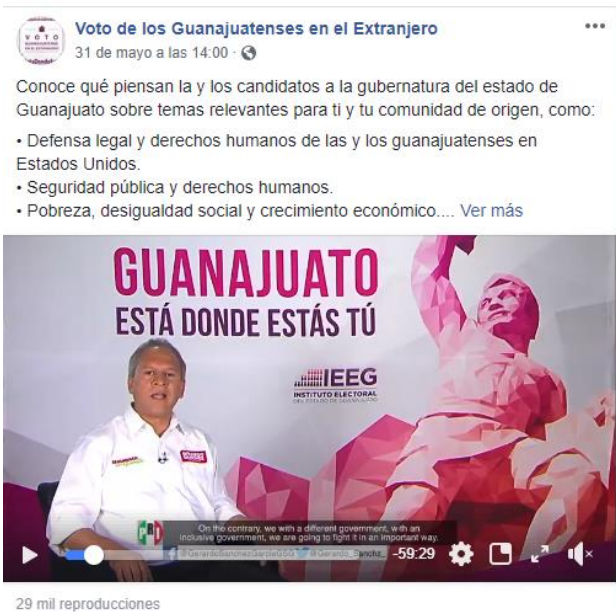 Voto de los Guanajuatenses en el Extranjero
31 de mayo a las 14:00 ·
Conoce qué piensan la y los candidatos a la gubernatura del estado de
Guanajuato sobre temas relevantes para ti y tu comunidad de origen, como:
• Defensa legal y derechos humanos de las y los guanajuatenses en
Estados Unidos.
• Seguridad pública y derechos humanos.
• Pobreza, desigualdad social y crecimiento económico.... Ver más
GUANAJUATO
ESTÁ DONDE ESTÁS TÚ
IEEG
INSTITUTO ELECTORAL
DEL ESTADO DE GUANAJUATO
PRD
On the contrary, we with a different government, with an
inclusive government, we are going to fight it in an important way.
-59:29
29 mil reproducciones